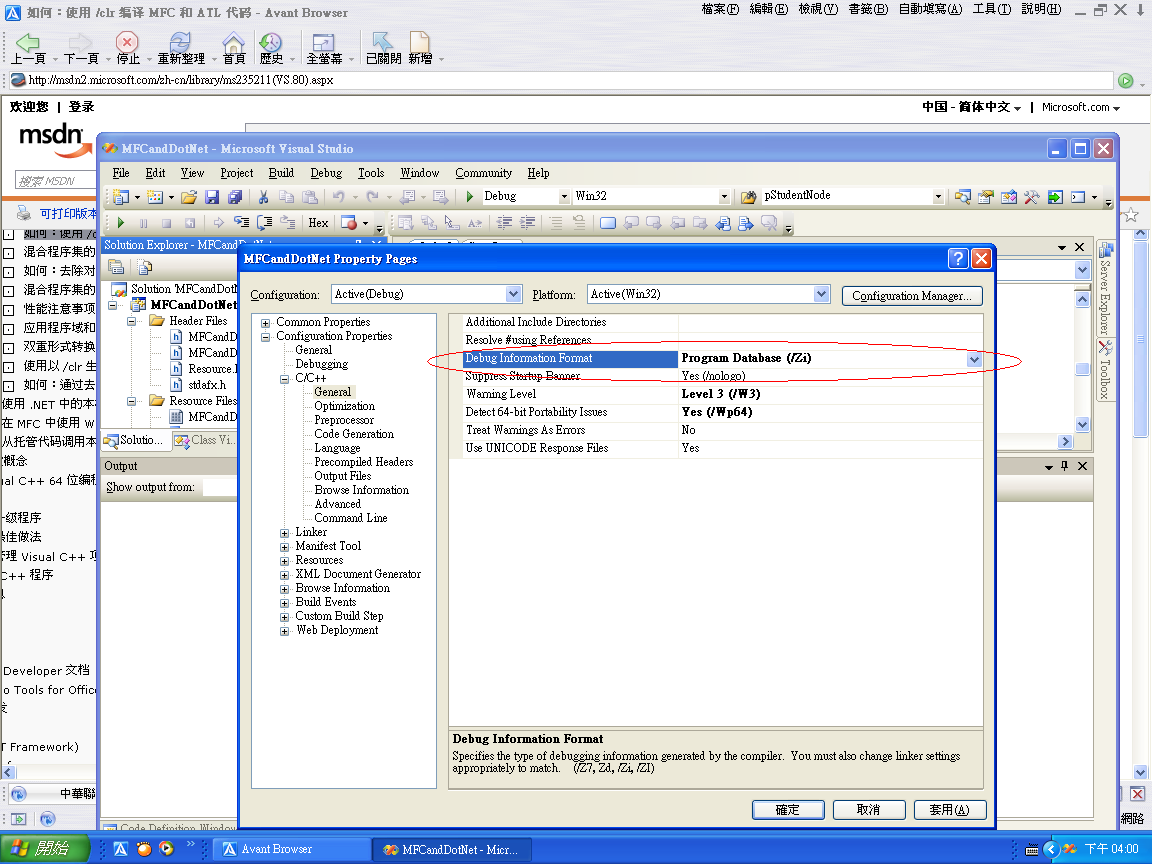 如何：使用 /clr 编译 MFC 和 ATL 代码 - Avant Browser
檔案(F) 編輯(E) 檢視(V) 書籤(B) 自動填寫(A) 工具(T) 說明(H)
上一頁 下一頁 停止 重新整理 首頁 歷史 全螢幕 已關閉 新增
http://msdn2.microsoft.com/zh-cn/library/ms235211(VS.80).aspx
欢迎您 | 登录
中国 - 简体中文 | Microsoft.com
msdn
搜索 MSDN
可打印版本
如何：使用 /c
混合程序集的
如何：去除对
混合程序集的
性能注意事项
应用程序域和
双重形式转换
使用以 /clr 生
如何：通过去
使用 .NET 中的本
在 MFC 中使用 W
从托管代码调用本
概念
ual C++ 64 位编程
级程序
佳做法
管理 Visual C++ 项
C++ 程序
Developer 文档
o Tools for Offic
发
T Framework)
中華聯
網路
MFCandDotNet - Microsoft Visual Studio
File Edit View Project Build Debug Tools Window Community Help
Debug Win32 pStudentNode
Hex
Solution Explorer - MFCandDotNet
Solution 'MFCandDot
MFCandDotNet
Header Files
MFCandD
MFCandD
Resource.l
stdafx.h
Resource Files
MFCandD
Solutio... Class Vi...
Output
Show output from:
Code Definition Window
Server Explorer
Toolbox
MFCandDotNet Property Pages
Configuration: Active(Debug) Platform: Active(Win32) Configuration Manager...
Common Properties
Configuration Properties
General
Debugging
C/C++
General
Optimization
Preprocessor
Code Generation
Language
Precompiled Headers
Output Files
Browse Information
Advanced
Command Line
Linker
Manifest Tool
Resources
XML Document Generator
Browse Information
Build Events
Custom Build Step
Web Deployment
Additional Include Directories
Resolve #using References
Debug Information Format Program Database (/Zi)
Suppress Startup Banner Yes (/nologo)
Warning Level Level 3 (/W3)
Detect 64-bit Portability Issues Yes (/Wp64)
Treat Warnings As Errors No
Use UNICODE Response Files Yes
Debug Information Format
Specifies the type of debugging information generated by the compiler. You must also change linker settings
appropriately to match. (/Z7, Zd, /Zi, /ZI)
確定 取消 套用(A)
開始 Avant Browser MFCandDotNet - Micr... 下午 04:00